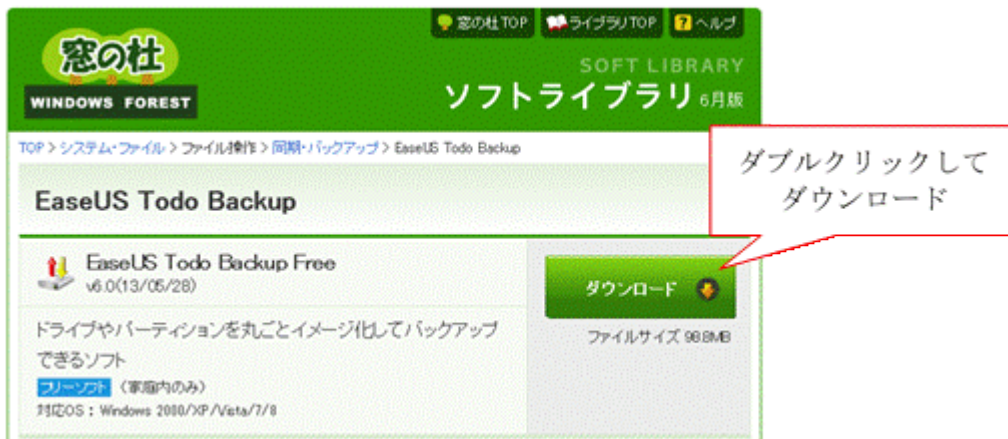 窓の杜TOP ライブラリTOP ? ヘルプ
窓の杜
WINDOWS FOREST
SOFT LIBRARY
ソフトライブラリ 6月版
TOP > システム・ファイル > ファイル操作 > 同期・バックアップ > EaseUS Todo Backup
ダブルクリックして
ダウンロード
EaseUS Todo Backup
EaseUS Todo Backup Free
v6.0(13/05/28)
ダウンロード
ファイルサイズ 98.8MB
ドライブやパーティションを丸ごとイメージ化してバックアップ
できるソフト
フリーソフト (家庭内のみ)
対応OS:Windows 2000/XP/Vista/7/8